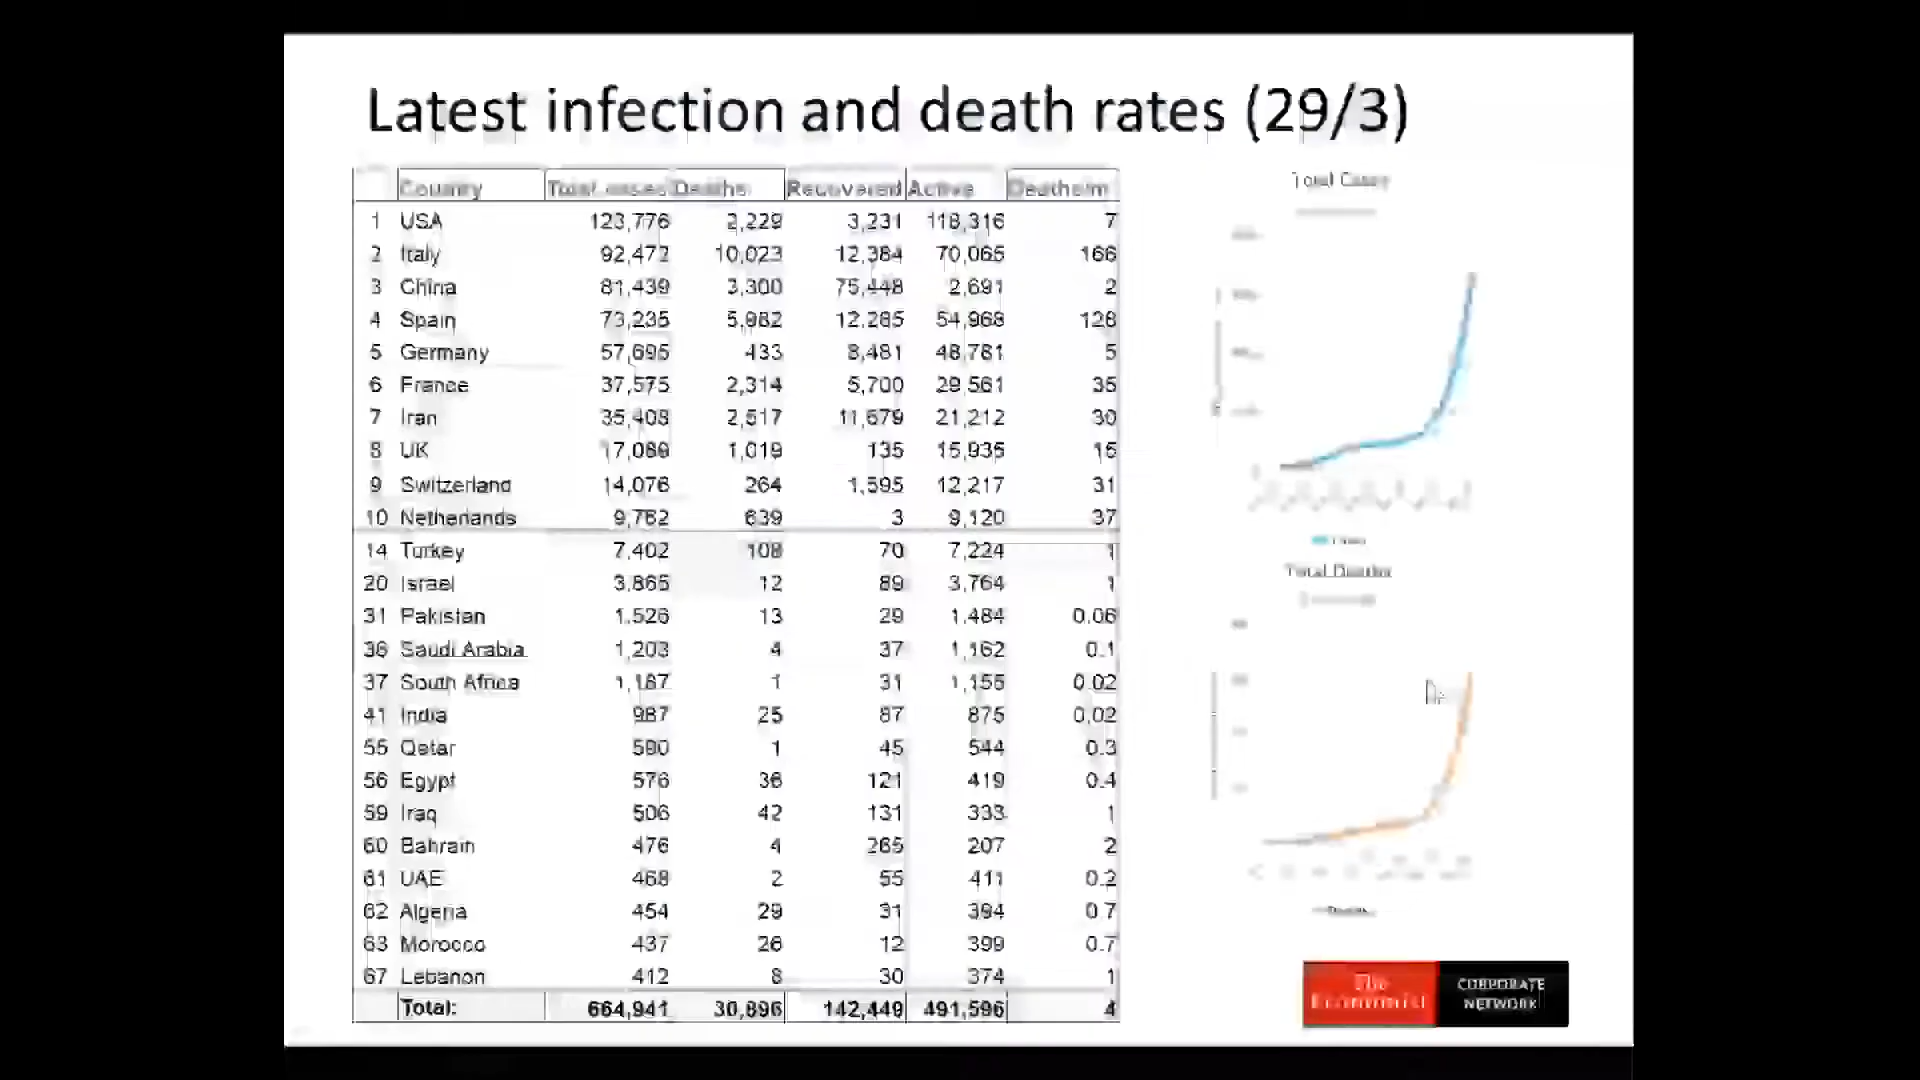 Latest infection and death rates (29/3)
Country Total cases Deaths Recovered Active Deaths/m
1 USA 123,776 2,229 3,231 118,316 7
2 Italy 92,472 10,023 12,384 70,065 166
3 China 81,439 3,300 75,448 2,691 2
4 Spain 73,235 5,982 12,285 54,968 128
5 Germany 57,695 433 8,481 48,781 5
6 France 37,575 2,314 5,700 29,561 35
7 Iran 35,408 2,517 11,679 21,212 30
8 UK 17,089 1,019 135 15,935 15
9 Switzerland 14,076 264 1,595 12,217 31
10 Netherlands 9,762 639 3 9,120 37
14 Turkey 7,402 108 70 7,224 1
20 Israel 3,865 12 89 3,764 1
31 Pakistan 1,526 13 29 1,484 0.06
36 Saudi Arabia 1,203 4 37 1,162 0.1
37 South Africa 1,187 1 31 1,155 0.02
41 India 987 25 87 875 0.02
55 Qatar 590 1 45 544 0.3
56 Egypt 576 36 121 419 0.4
59 Iraq 506 42 131 333 1
60 Bahrain 476 4 265 207 2
61 UAE 468 2 55 411 0.2
62 Algeria 454 29 31 394 0.7
63 Morocco 437 26 12 399 0.7
67 Lebanon 412 8 30 374 1
Total: 664,941 30,896 142,449 491,596 4
Total Cases
Cases
Total Deaths
Deaths
The Economist
CORPORATE NETWORK